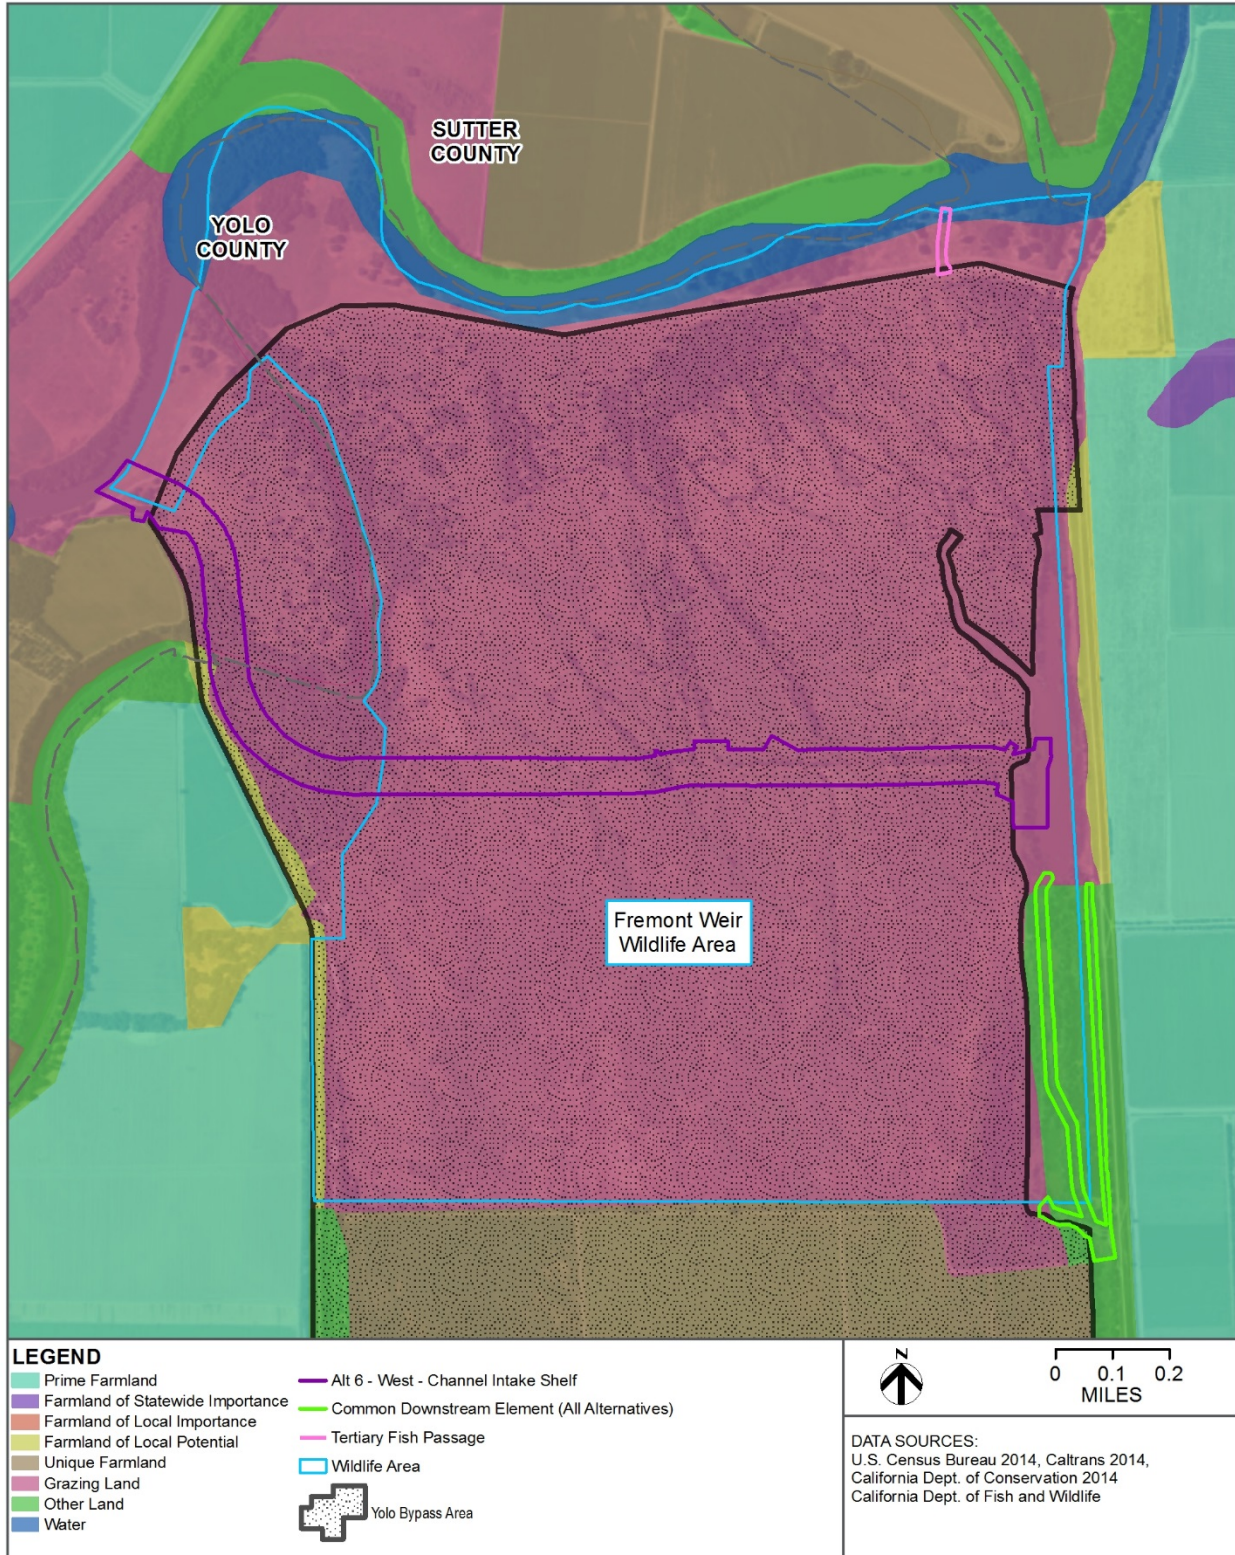 SUTTER
COUNTY
YOLO
COUNTY
Fremont Weir
Wildlife Area
LEGEND
Prime Farmland
Farmland of Statewide Importance
Farmland of Local Importance
Farmland of Local Potential
Unique Farmland
Grazing Land
Other Land
Water
Alt 6 - West - Channel Intake Shelf
Common Downstream Element (All Alternatives)
Tertiary Fish Passage
Wildlife Area
Yolo Bypass Area
N
0 0.1 0.2
MILES
DATA SOURCES:
U.S. Census Bureau 2014, Caltrans 2014,
California Dept. of Conservation 2014
California Dept. of Fish and Wildlife